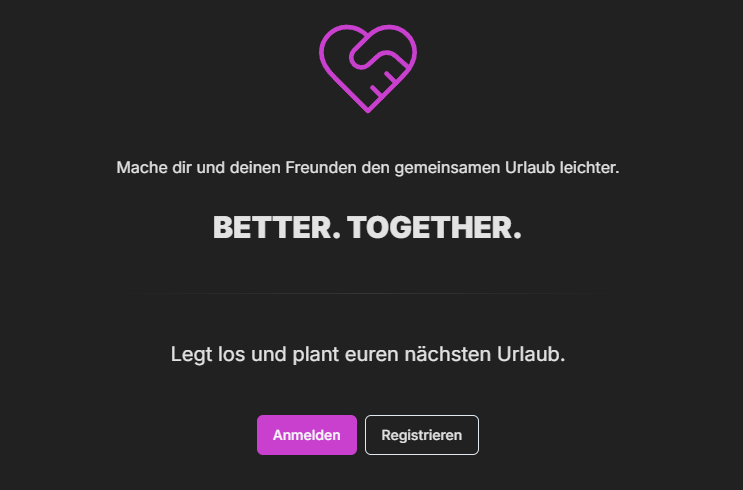 Mache dir und deinen Freunden den gemeinsamen Urlaub leichter.
BETTER. TOGETHER.
Legt los und plant euren nächsten Urlaub.
Anmelden
Registrieren